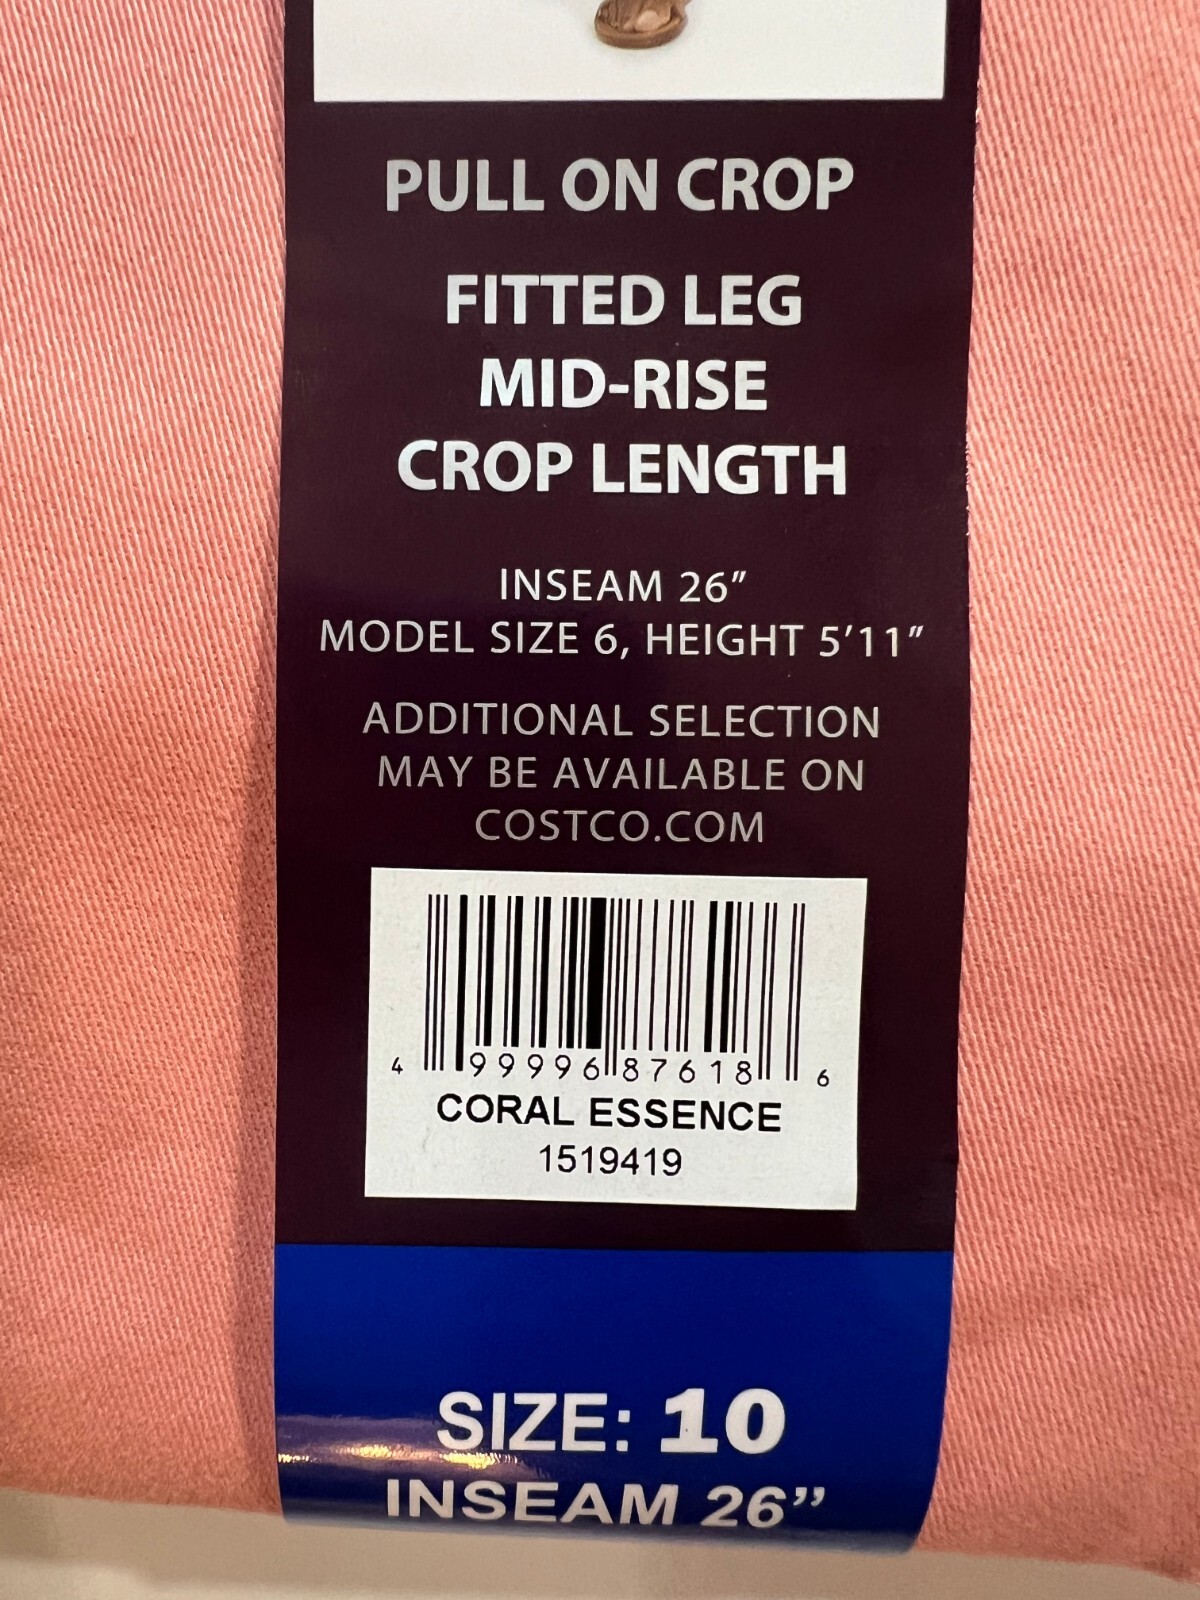 PULL ON CROP
FITTED LEG
MID-RISE
CROP LENGTH
INSEAM 26”
MODEL SIZE 6, HEIGHT 5’11”
ADDITIONAL SELECTION
MAY BE AVAILABLE ON
COSTCO.COM
4 99996 87618 6
CORAL ESSENCE
1519419
SIZE: 10
INSEAM 26”